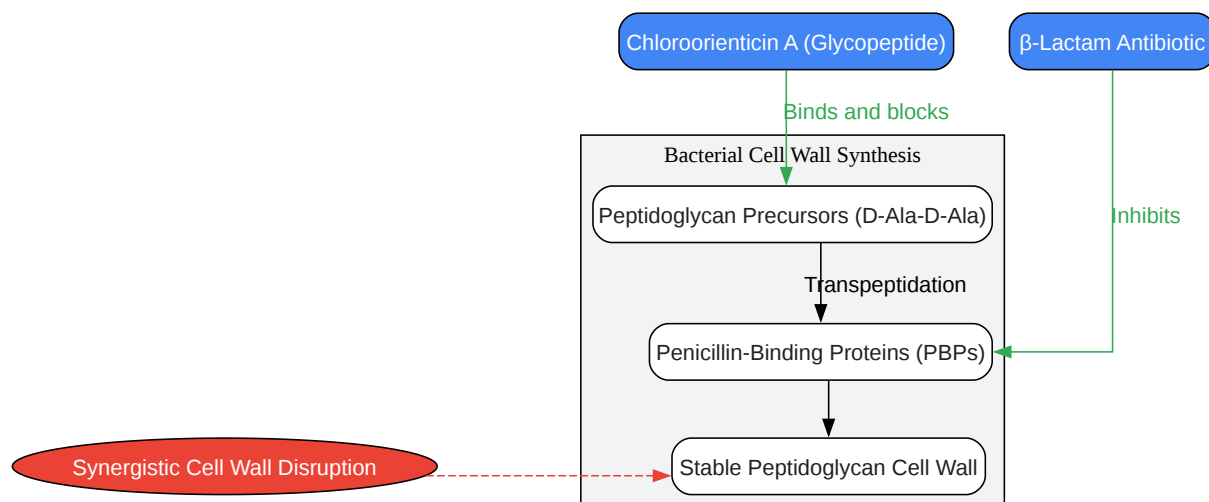 Chloroorienticin A (Glycopeptide)
β-Lactam Antibiotic
Binds and blocks
Bacterial Cell Wall Synthesis
Peptidoglycan Precursors (D-Ala-D-Ala)
Inhibits
Transpeptidation
Penicillin-Binding Proteins (PBPs)
Synergistic Cell Wall Disruption
Stable Peptidoglycan Cell Wall